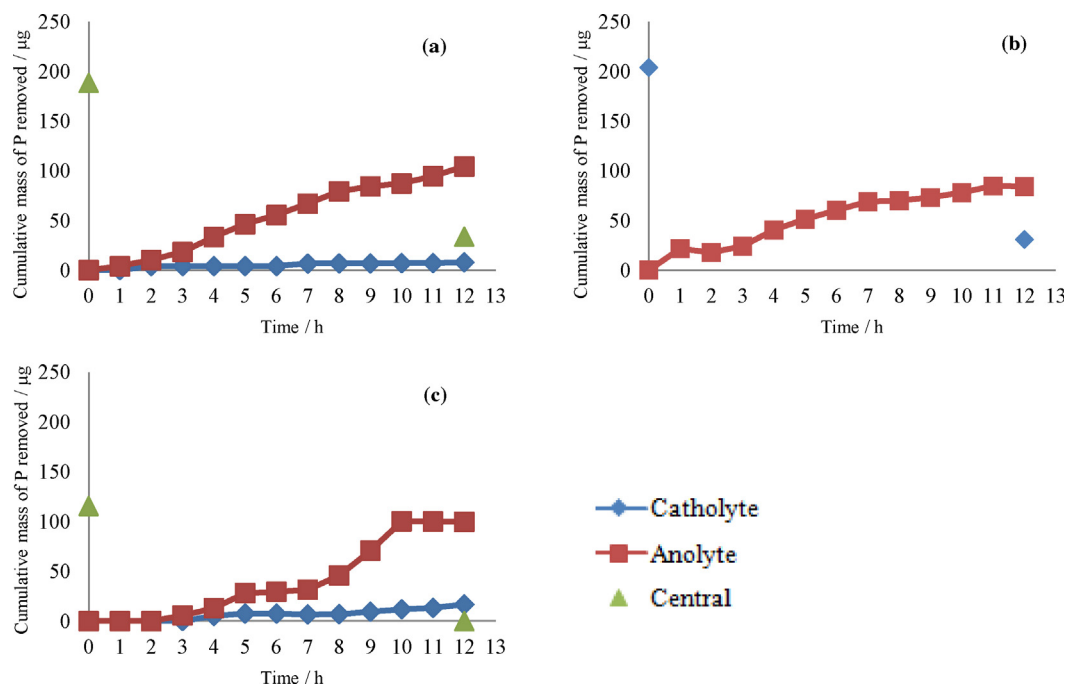 Cumulative mass of P removed / µg
250
200
150
100
50
0
(a)
0 1 2 3 4 5 6 7 8 9 10 11 12 13
Time / h
Cumulative mass of P removed / µg
250
200
150
100
50
0
(b)
0 1 2 3 4 5 6 7 8 9 10 11 12 13
Time / h
Cumulative mass of P removed / µg
250
200
150
100
50
0
(c)
0 1 2 3 4 5 6 7 8 9 10 11 12 13
Time / h
Catholyte
Anolyte
Central